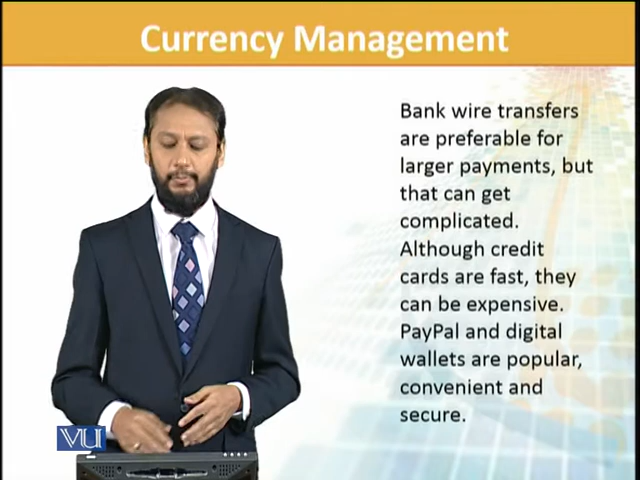 Currency Management
Bank wire transfers
are preferable for
larger payments, but
that can get
complicated.
Although credit
cards are fast, they
can be expensive.
PayPal and digital
wallets are popular,
convenient and
secure.
VU